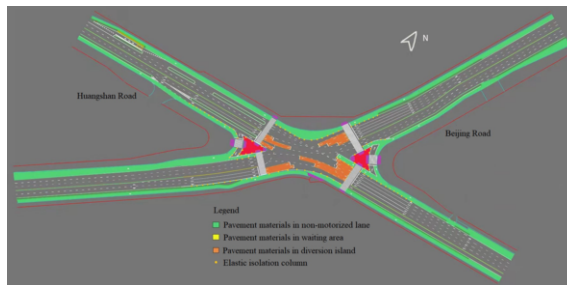 N
Huangshan Road
Beijing Road
Legend
Pavement materials in non-motorized lane
Pavement materials in waiting area
Pavement materials in diversion island
Elastic isolation column